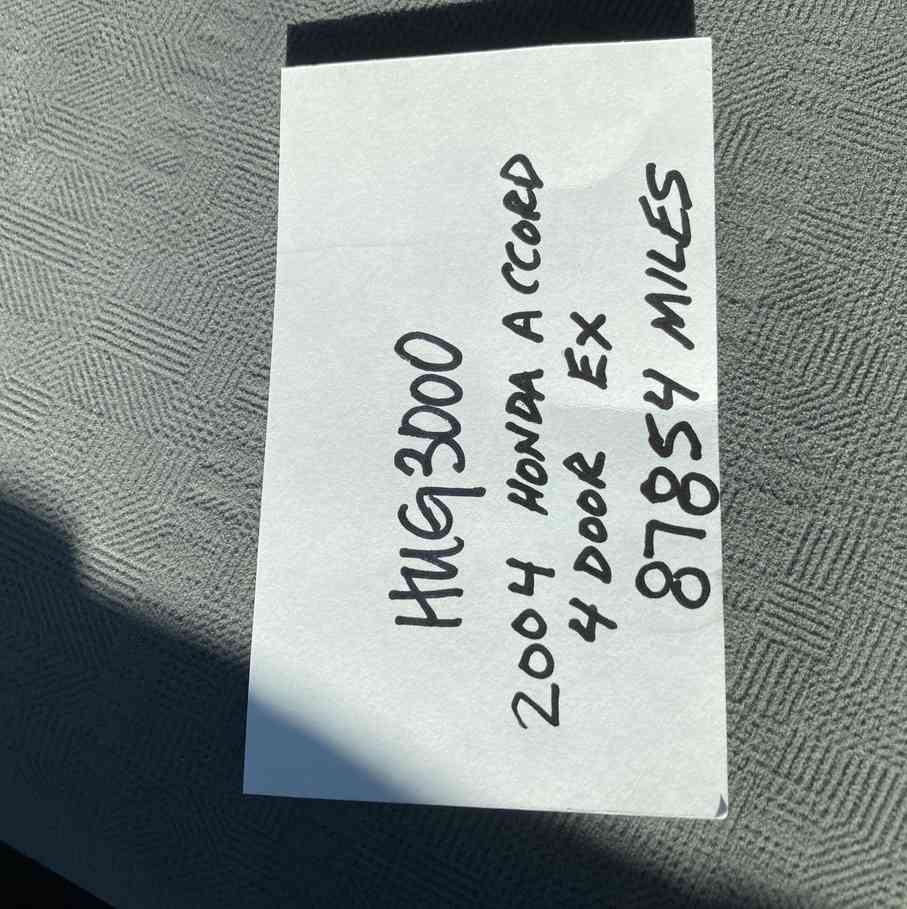 HUG3000
2004 HONDA ACCORD
4 DOOR EX
87854 MILES